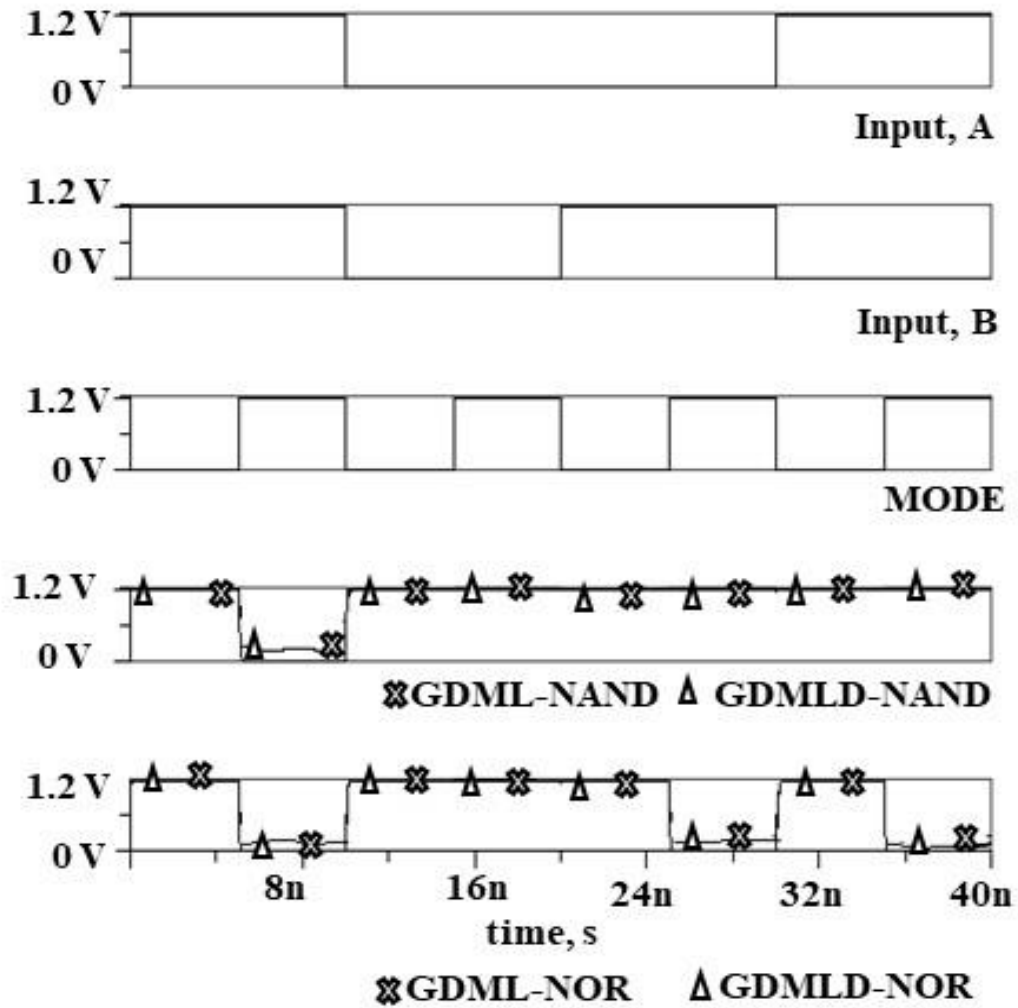 1.2 V
0 V
Input, A
1.2 V
0 V
Input, B
1.2 V
0 V
MODE
1.2 V
0 V
GDML-NAND GDMLD-NAND
1.2 V
0 V
8n 16n 24n 32n 40n
time, s
GDML-NOR GDMLD-NOR